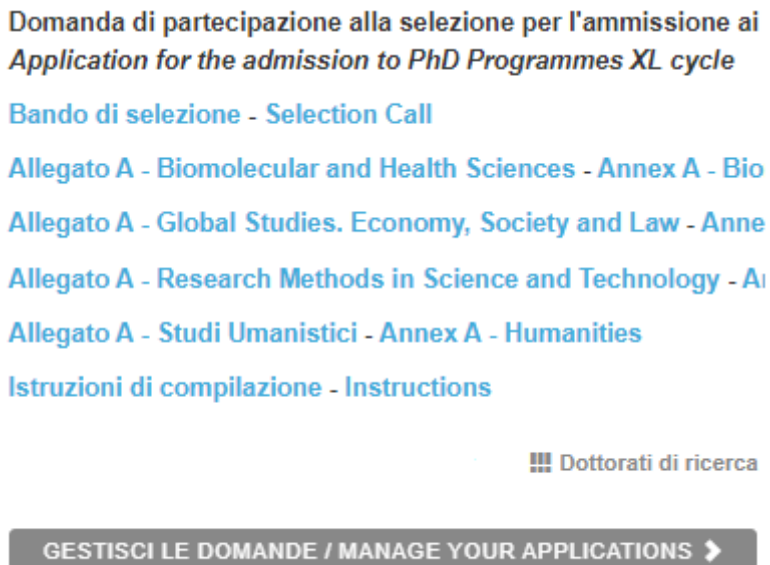 Domanda di partecipazione alla selezione per l'ammissione ai
Application for the admission to PhD Programmes XL cycle
Bando di selezione - Selection Call
Allegato A - Biomolecular and Health Sciences - Annex A - Bio
Allegato A - Global Studies. Economy, Society and Law - Anne
Allegato A - Research Methods in Science and Technology - A
Allegato A - Studi Umanistici - Annex A - Humanities
Istruzioni di compilazione - Instructions
Dottorati di ricerca
GESTISCI LE DOMANDE / MANAGE YOUR APPLICATIONS